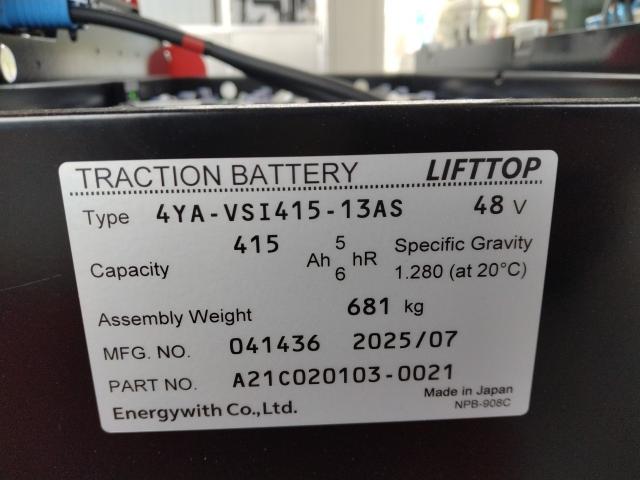 TRACTION BATTERY LIFTTOP
Type 4YA-VSI415-13AS 48 V
Capacity 415 Ah 5 6 hR Specific Gravity
1.280 (at 20°C)
Assembly Weight 681 kg
MFG. NO. 041436 2025/07
PART NO. A21C020103-0021
Made in Japan
Energywith Co.,Ltd. NPB-908C